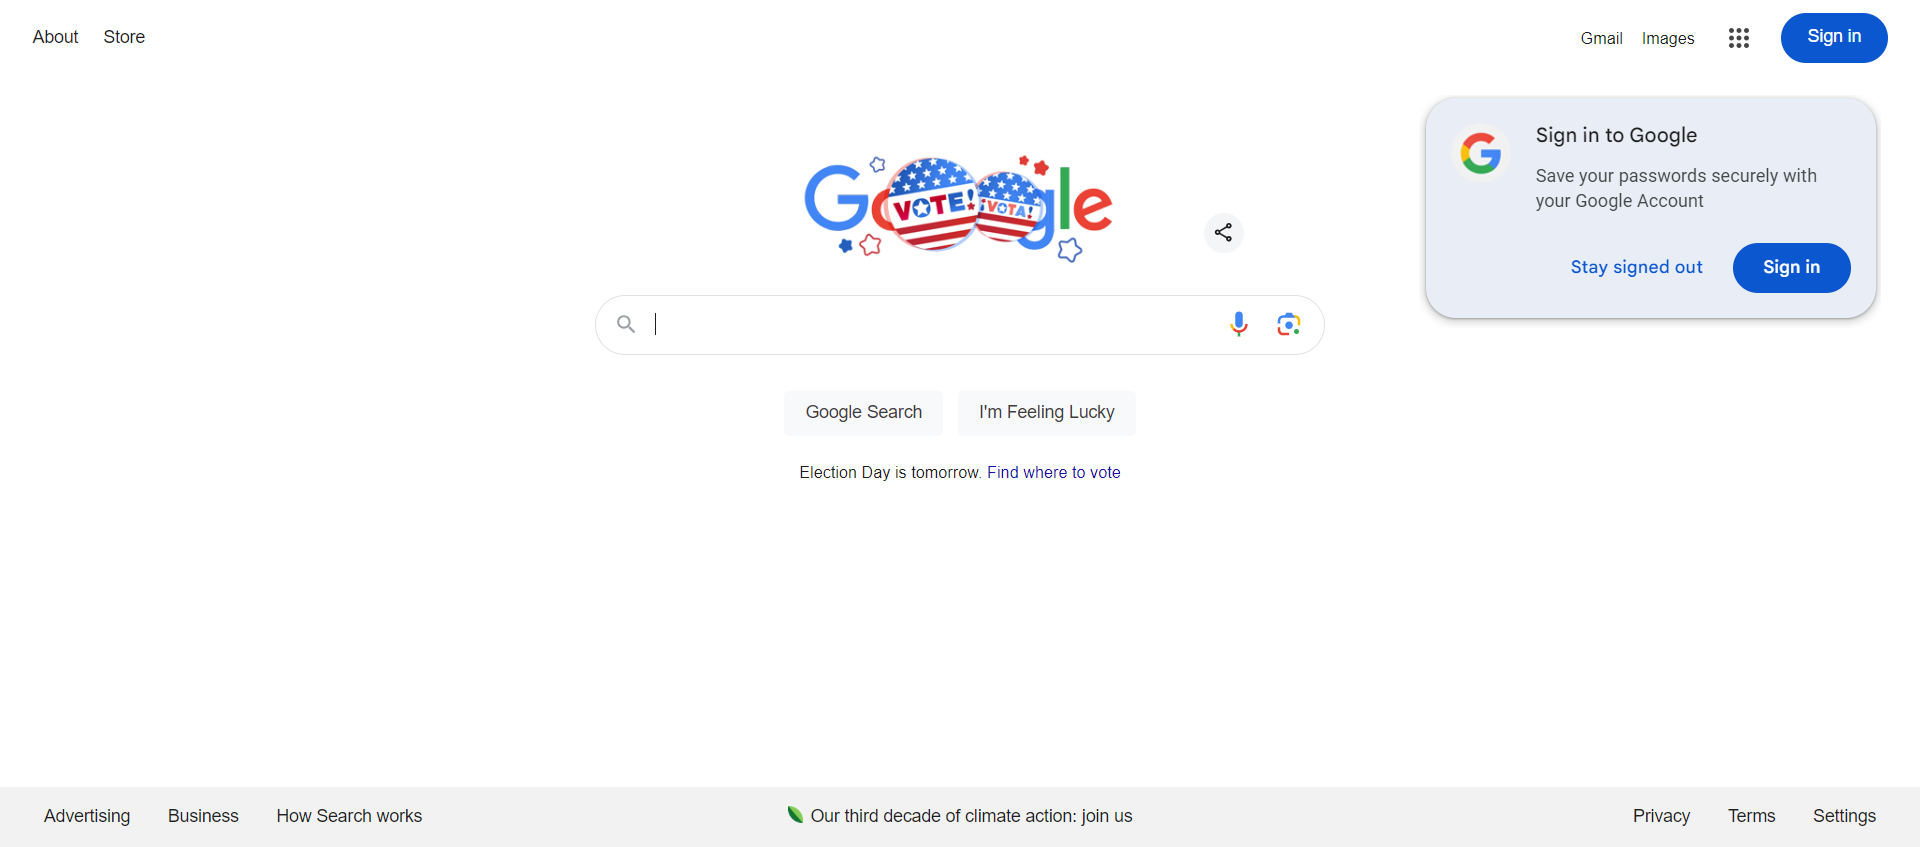 About Store
Gmail Images Sign in
Google
VOTE! ¡VOTA!
Sign in to Google
Save your passwords securely with
your Google Account
Stay signed out Sign in
Google Search I'm Feeling Lucky
Election Day is tomorrow. Find where to vote
Advertising Business How Search works
Our third decade of climate action: join us
Privacy Terms Settings